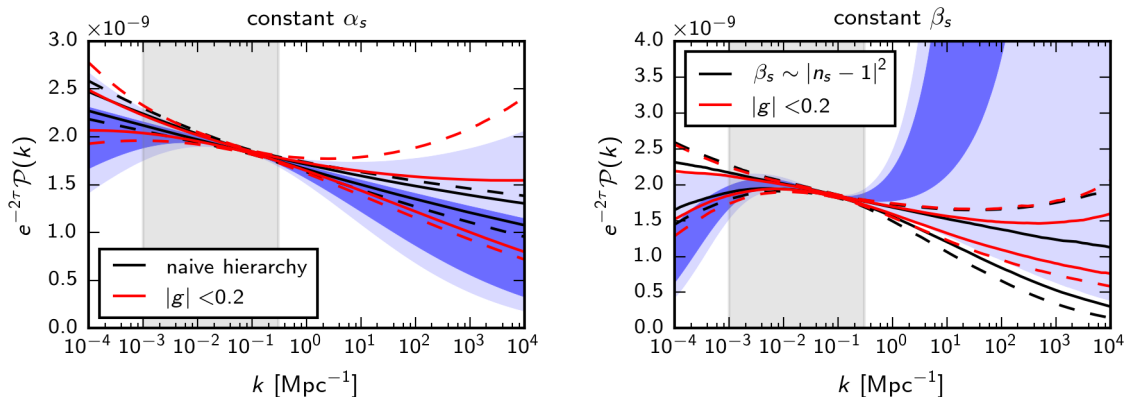 ×10⁻⁹
constant αₛ
3.0
2.5
2.0
1.5
1.0
0.5
0.0
e⁻²ᵗ𝒫(k)
naive hierarchy
|g| <0.2
10⁻⁴ 10⁻³ 10⁻² 10⁻¹ 10⁰ 10¹ 10² 10³ 10⁴
k [Mpc⁻¹]
×10⁻⁹
constant βₛ
4.0
3.5
3.0
2.5
2.0
1.5
1.0
0.5
0.0
e⁻²ᵗ𝒫(k)
βₛ ∼ |nₛ − 1|²
|g| <0.2
10⁻⁴ 10⁻³ 10⁻² 10⁻¹ 10⁰ 10¹ 10² 10³ 10⁴
k [Mpc⁻¹]